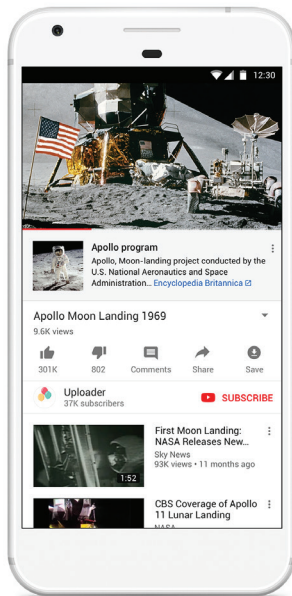 12:30
Apollo program
Apollo, Moon-landing project conducted by the
U.S. National Aeronautics and Space
Administration... Encyclopedia Britannica
Apollo Moon Landing 1969
9.6K views
301K
802
Comments
Share
Save
Uploader
37K subscribers
SUBSCRIBE
First Moon Landing:
NASA Releases New...
Sky News
93K views • 11 months ago
1:52
CBS Coverage of Apollo
11 Lunar Landing
NASA